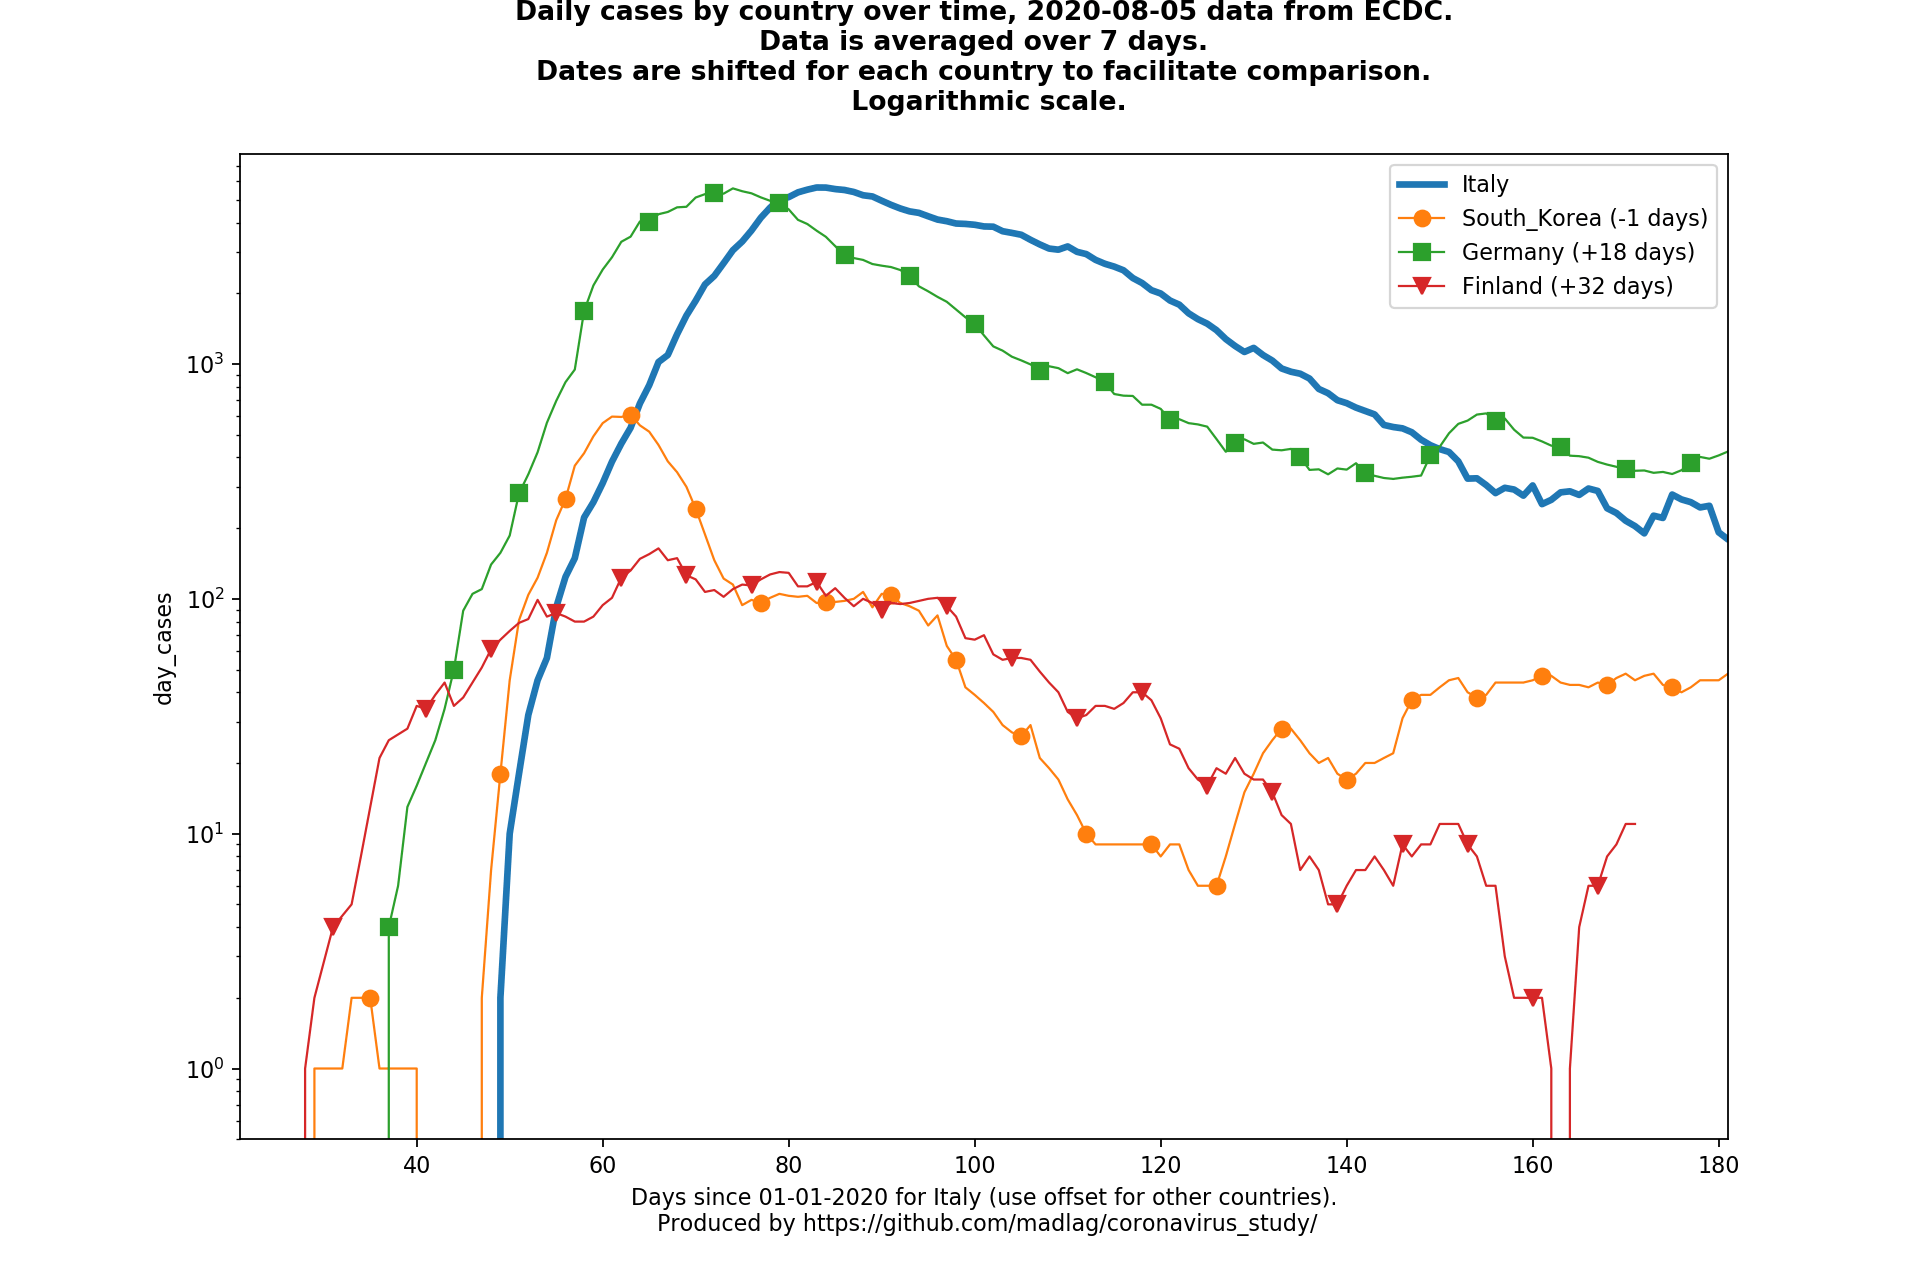 Daily cases by country over time, 2020-08-05 data from ECDC.
Data is averaged over 7 days.
Dates are shifted for each country to facilitate comparison.
Logarithmic scale.
Italy
South_Korea (-1 days)
Germany (+18 days)
Finland (+32 days)
day_cases
10³
10²
10¹
10⁰
40 60 80 100 120 140 160 180
Days since 01-01-2020 for Italy (use offset for other countries).
Produced by https://github.com/madlag/coronavirus_study/